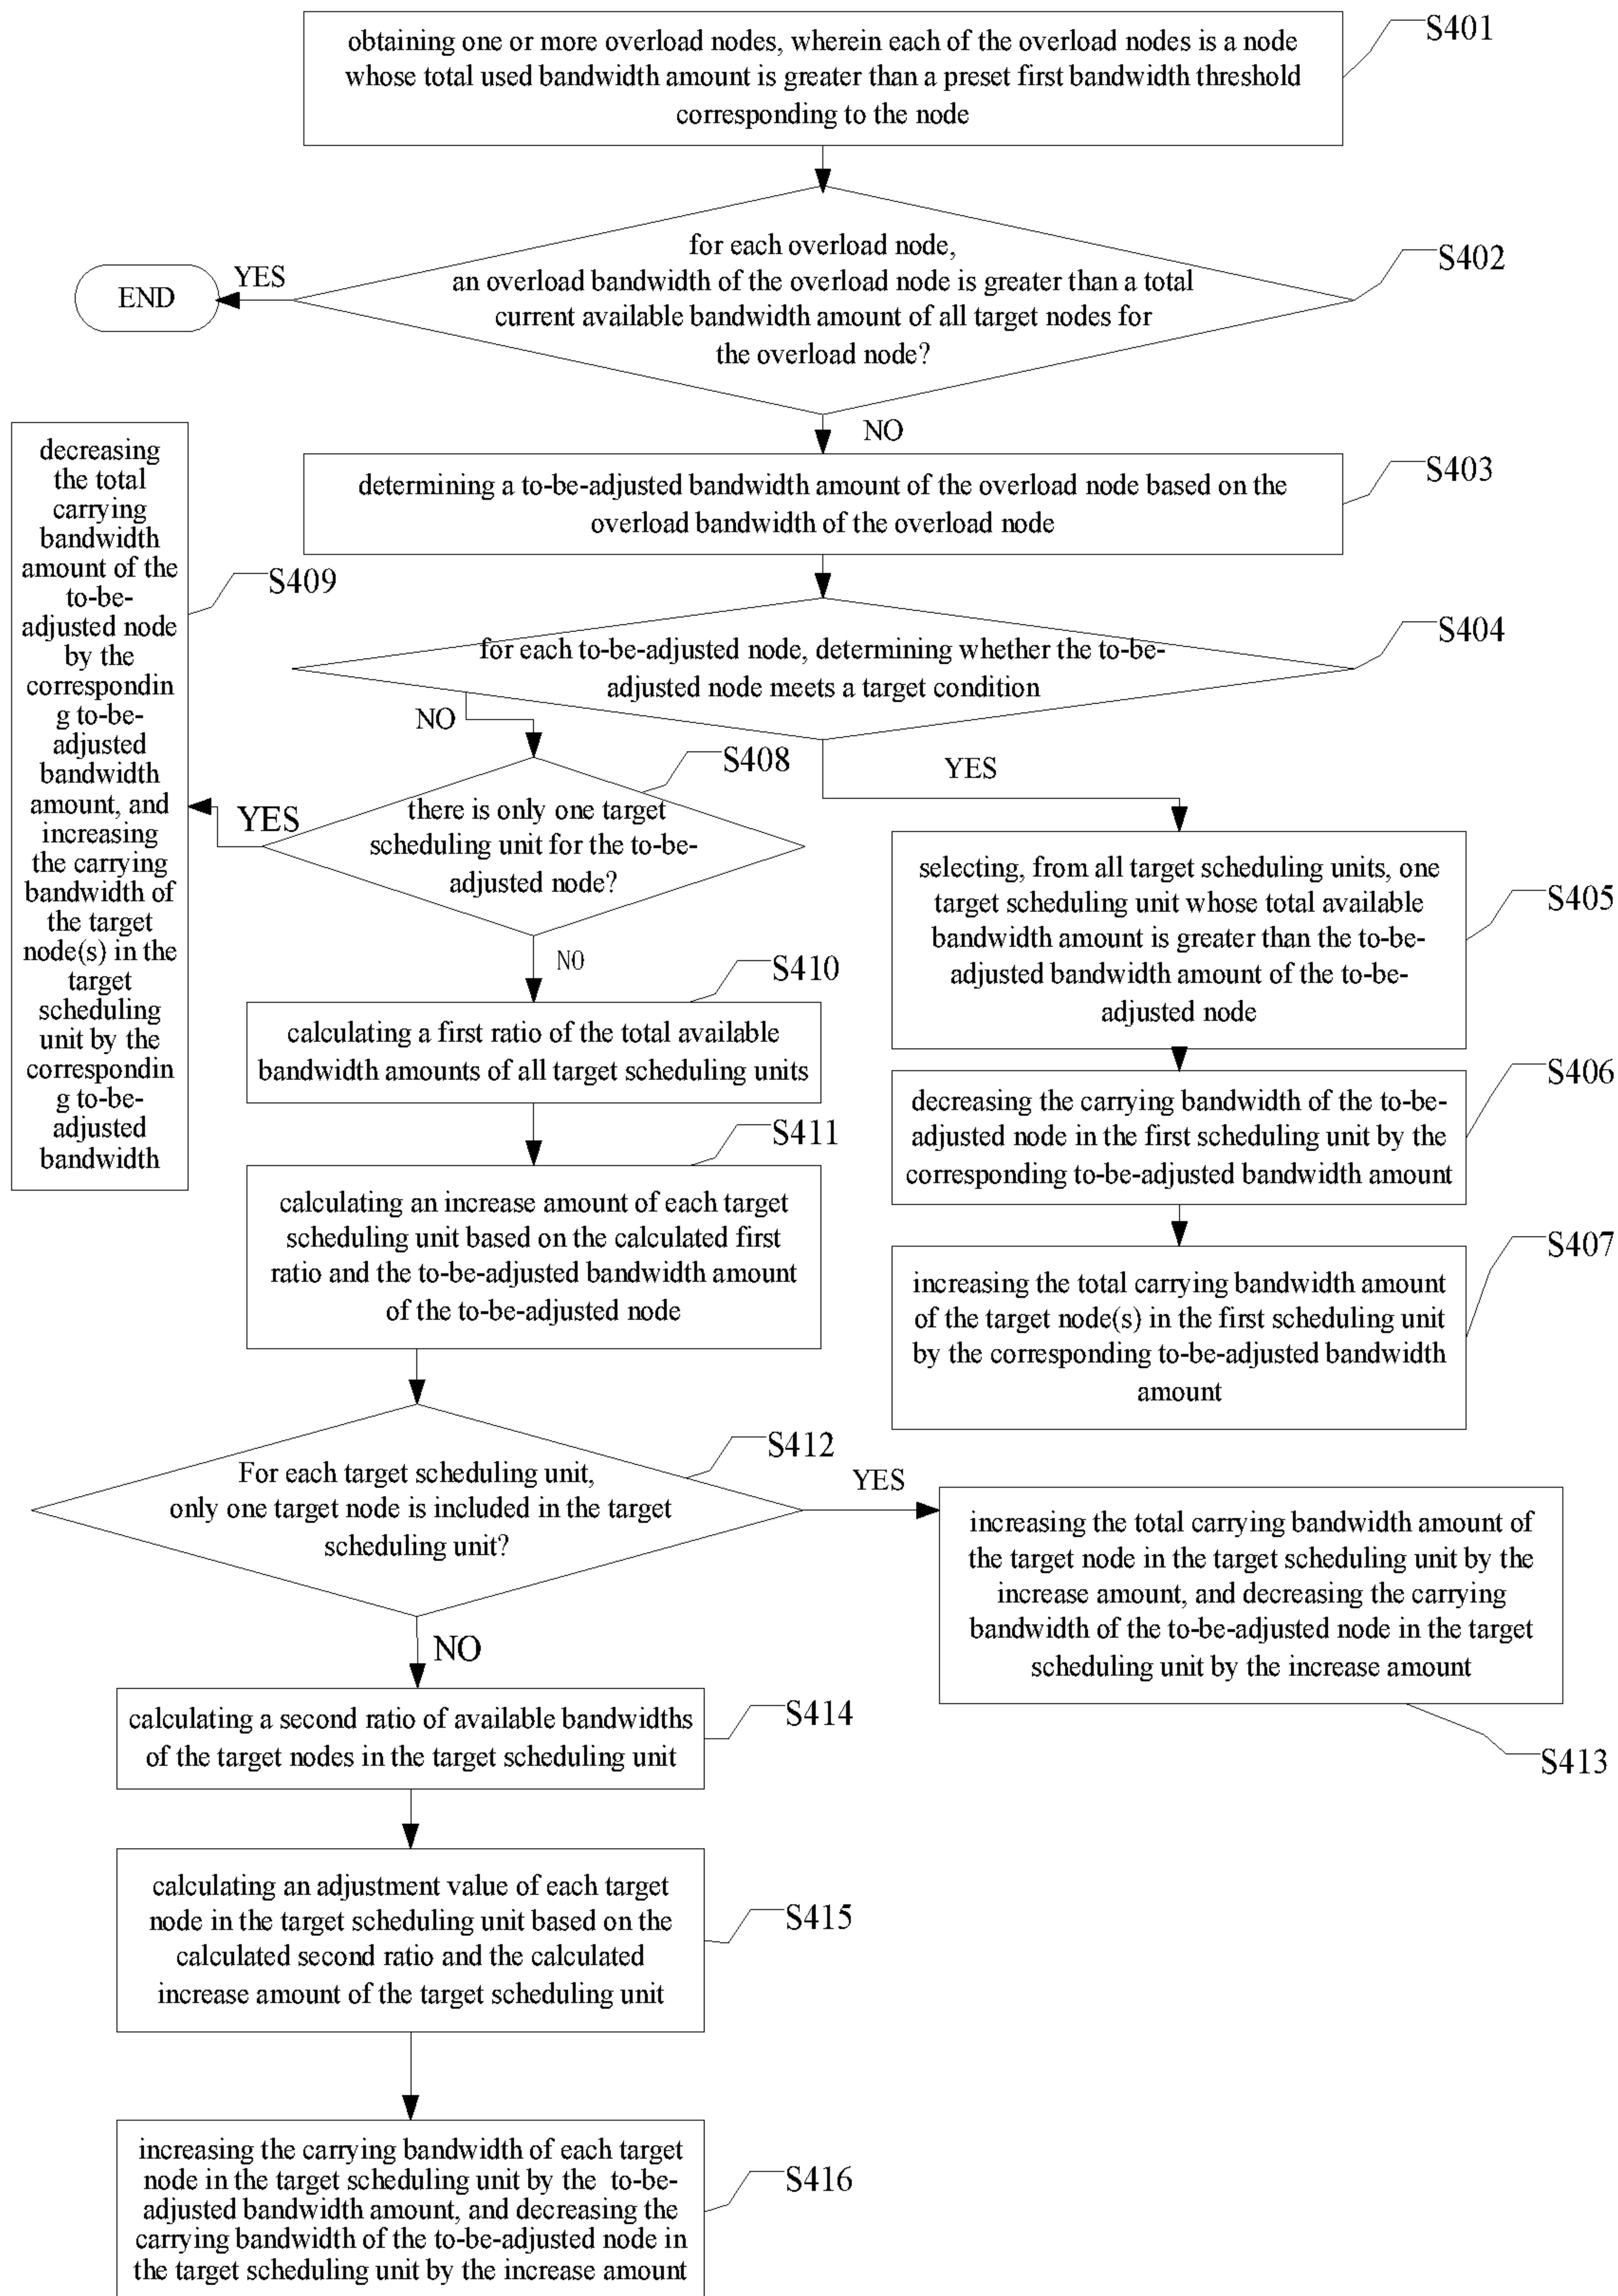 obtaining one or more overload nodes, wherein each of the overload nodes is a node
whose total used bandwidth amount is greater than a preset first bandwidth threshold
corresponding to the node
S401
for each overload node,
an overload bandwidth of the overload node is greater than a total
current available bandwidth amount of all target nodes for
the overload node?
S402
YES
END
NO
determining a to-be-adjusted bandwidth amount of the overload node based on the
overload bandwidth of the overload node
S403
for each to-be-adjusted node, determining whether the to-be-
adjusted node meets a target condition
S404
NO
YES
there is only one target
scheduling unit for the to-be-
adjusted node?
S408
YES
decreasing
the total
carrying
bandwidth
amount of the
to-be-
adjusted node
by the
correspondin
g to-be-
adjusted
bandwidth
amount, and
increasing
the carrying
bandwidth of
the target
node(s) in the
target
scheduling
unit by the
correspondin
g to-be-
adjusted
bandwidth
S409
selecting, from all target scheduling units, one
target scheduling unit whose total available
bandwidth amount is greater than the to-be-
adjusted bandwidth amount of the to-be-
adjusted node
S405
decreasing the carrying bandwidth of the to-be-
adjusted node in the first scheduling unit by the
corresponding to-be-adjusted bandwidth amount
S406
increasing the total carrying bandwidth amount
of the target node(s) in the first scheduling unit
by the corresponding to-be-adjusted bandwidth
amount
S407
NO
calculating a first ratio of the total available
bandwidth amounts of all target scheduling units
S410
calculating an increase amount of each target
scheduling unit based on the calculated first
ratio and the to-be-adjusted bandwidth amount
of the to-be-adjusted node
S411
For each target scheduling unit,
only one target node is included in the target
scheduling unit?
S412
YES
increasing the total carrying bandwidth amount of
the target node in the target scheduling unit by the
increase amount, and decreasing the carrying
bandwidth of the to-be-adjusted node in the target
scheduling unit by the increase amount
S413
NO
calculating a second ratio of available bandwidths
of the target nodes in the target scheduling unit
S414
calculating an adjustment value of each target
node in the target scheduling unit based on the
calculated second ratio and the calculated
increase amount of the target scheduling unit
S415
increasing the carrying bandwidth of each target
node in the target scheduling unit by the to-be-
adjusted bandwidth amount, and decreasing the
carrying bandwidth of the to-be-adjusted node in
the target scheduling unit by the increase amount
S416